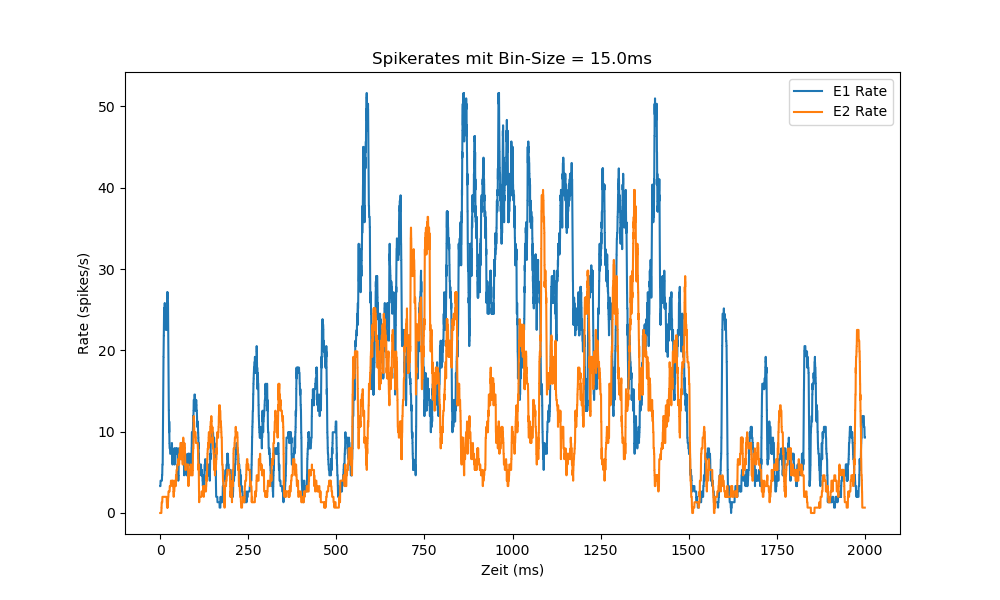 Spikerates mit Bin-Size = 15.0ms
E1 Rate
E2 Rate
Rate (spikes/s)
50
40
30
20
10
0
0 250 500 750 1000 1250 1500 1750 2000
Zeit (ms)